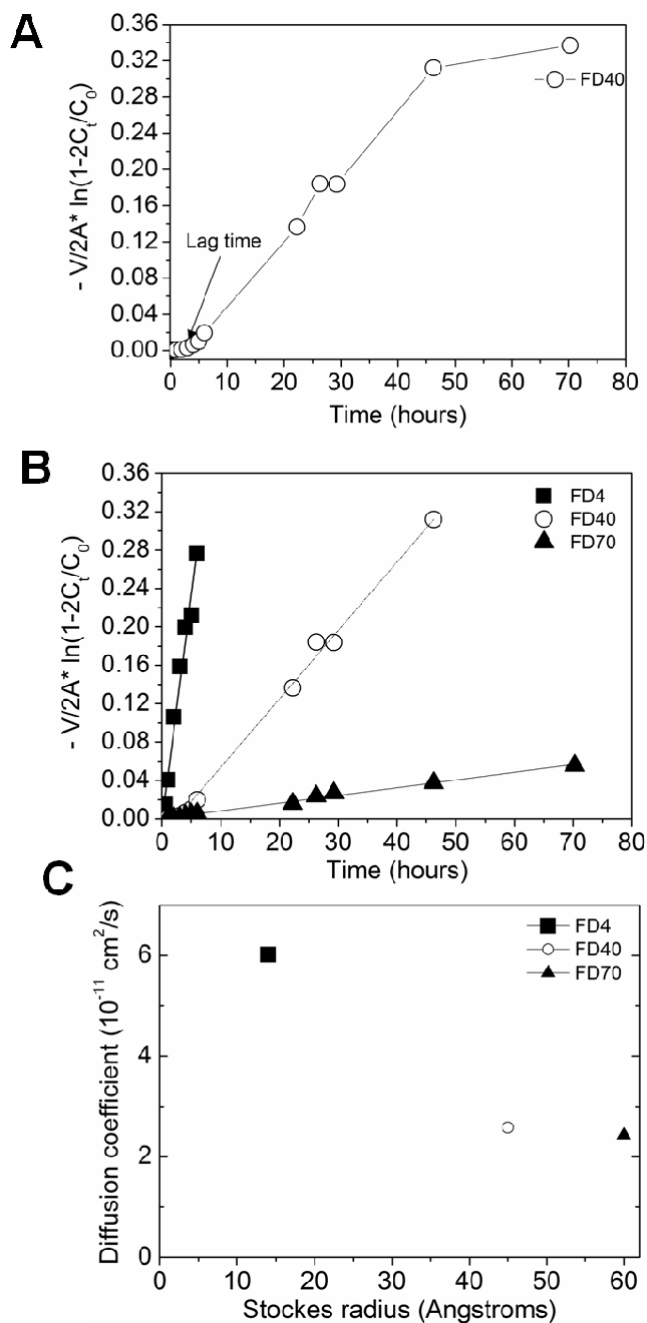 A
- V/2A* ln(1-2Ct/C0)
0.36
0.32
0.28
0.24
0.20
0.16
0.12
0.08
0.04
0.00
FD40
Lag time
0 10 20 30 40 50 60 70 80
Time (hours)
B
- V/2A* ln(1-2Ct/C0)
0.36
0.32
0.28
0.24
0.20
0.16
0.12
0.08
0.04
0.00
FD4
FD40
FD70
0 10 20 30 40 50 60 70 80
Time (hours)
C
Diffusion coefficient (10-11 cm2/s)
6
4
2
0
FD4
FD40
FD70
0 10 20 30 40 50 60
Stockes radius (Angstroms)